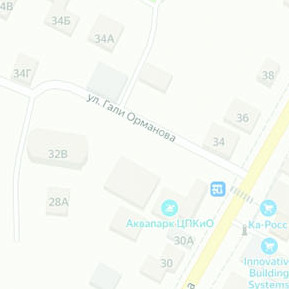 34В
34Б
34А
34Г
38
ул. Гали Орманова
36
34
32В
28А
Аквапарк ЦПКиО
Ка-Росс
30А
30
Innovative
Building
Systems